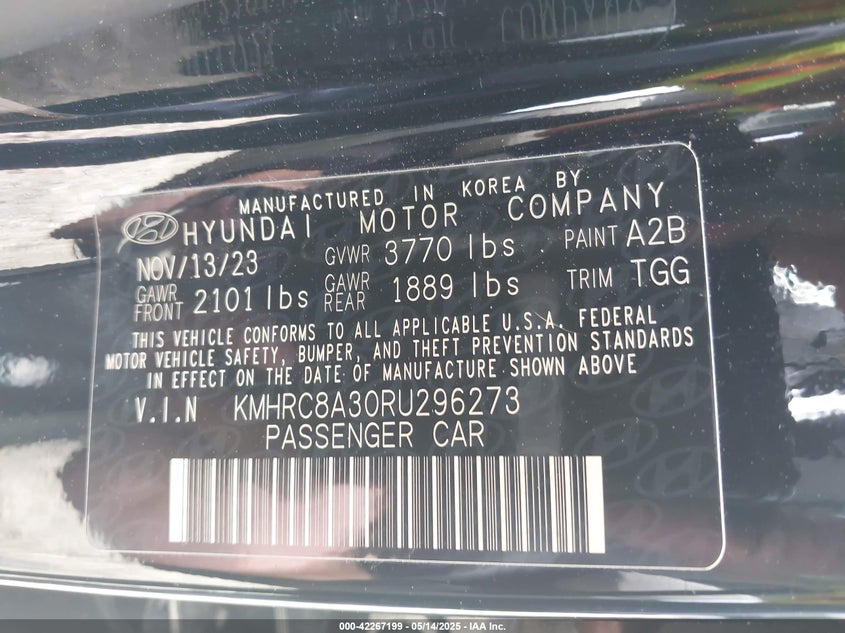 MANUFACTURED IN KOREA BY
HYUNDAI MOTOR COMPANY
NOV/13/23 GVWR 3770 lbs PAINT A2B
GAWR FRONT 2101 lbs GAWR REAR 1889 lbs TRIM TGG
THIS VEHICLE CONFORMS TO ALL APPLICABLE U.S.A. FEDERAL
MOTOR VEHICLE SAFETY, BUMPER, AND THEFT PREVENTION STANDARDS
IN EFFECT ON THE DATE OF MANUFACTURE SHOWN ABOVE
V.I.N KMHRC8A30RU296273
PASSENGER CAR
000-42267199 - 05/14/2025 - IAA Inc.